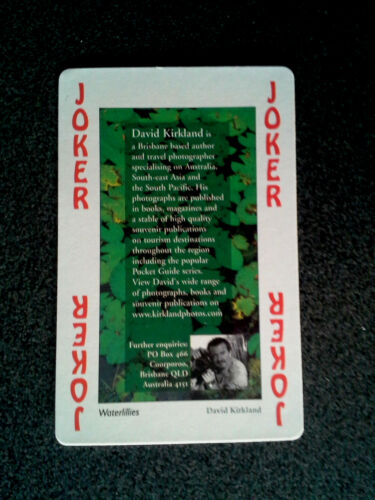 JOKER
JOKER
David Kirkland is
a Brisbane based author
and travel photographer
specialising on Australia.
South-east Asia and
the South Pacific. His
photographs are published
in books, magazines and
a stable of high quality
souvenir publications
on tourism destinations
throughout the region
including the popular
Pocket Guide series.
View David's wide range
of photographs, books and
souvenir publications on
www.kirklandphotos.com
Further enquiries:
PO Box 466
Coorparoo,
Brisbane QLD
Australia 4151
JOKER
JOKER
Waterlillies
David Kirkland